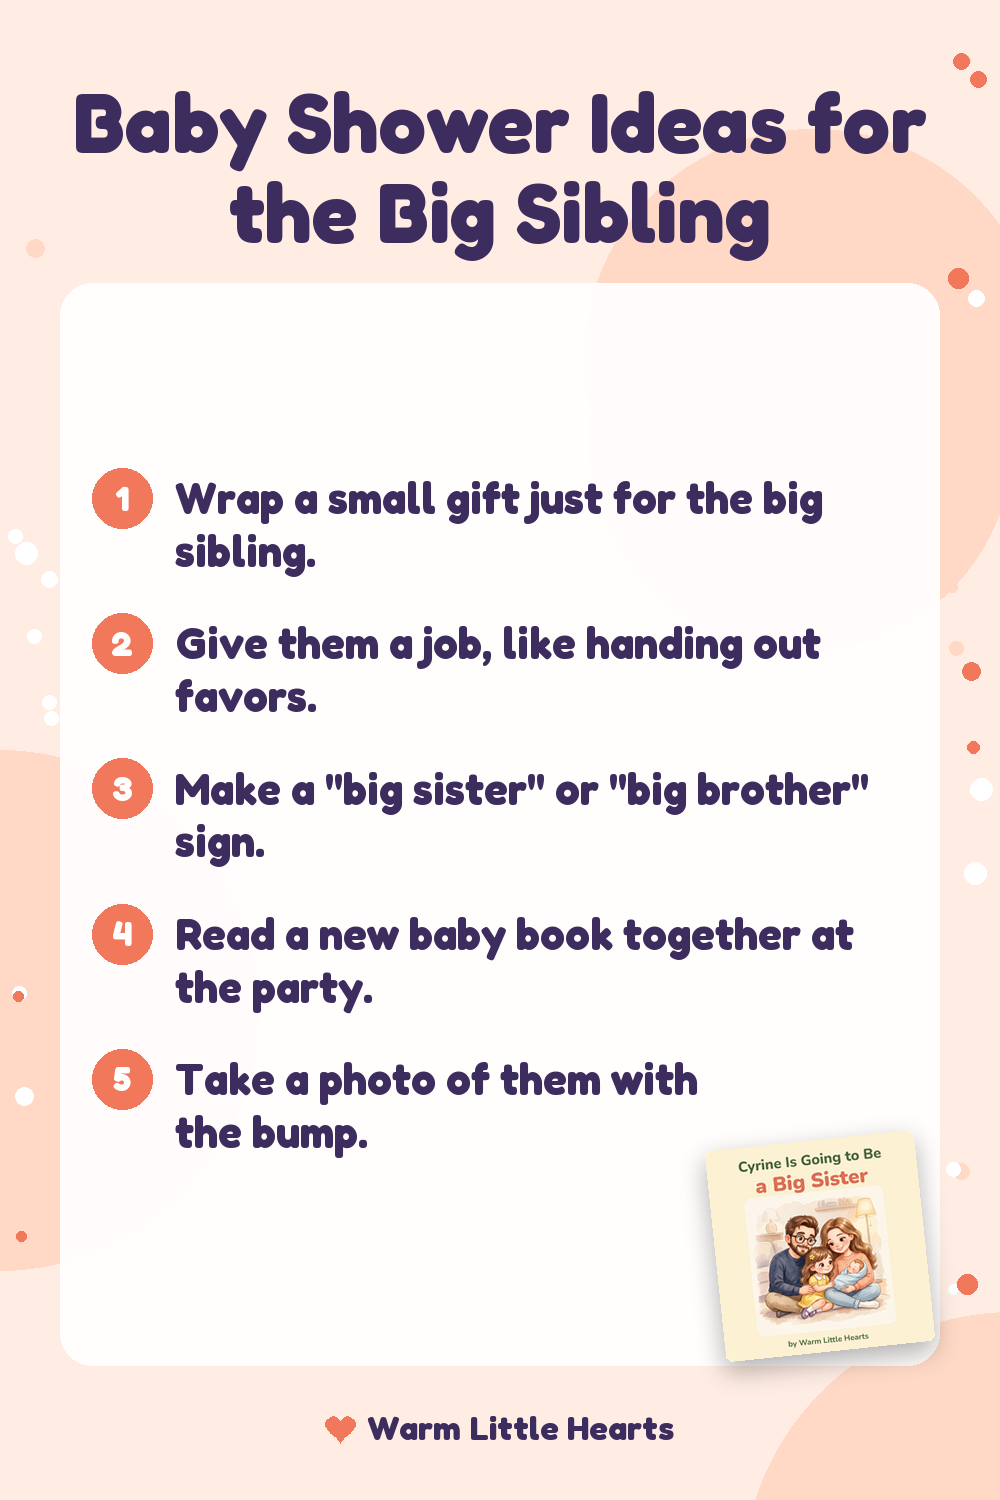 Baby Shower Ideas for
the Big Sibling
1 Wrap a small gift just for the big
sibling.
2 Give them a job, like handing out
favors.
3 Make a "big sister" or "big brother"
sign.
4 Read a new baby book together at
the party.
5 Take a photo of them with
the bump.
Cyrine Is Going to Be
a Big Sister
by Warm Little Hearts
Warm Little Hearts